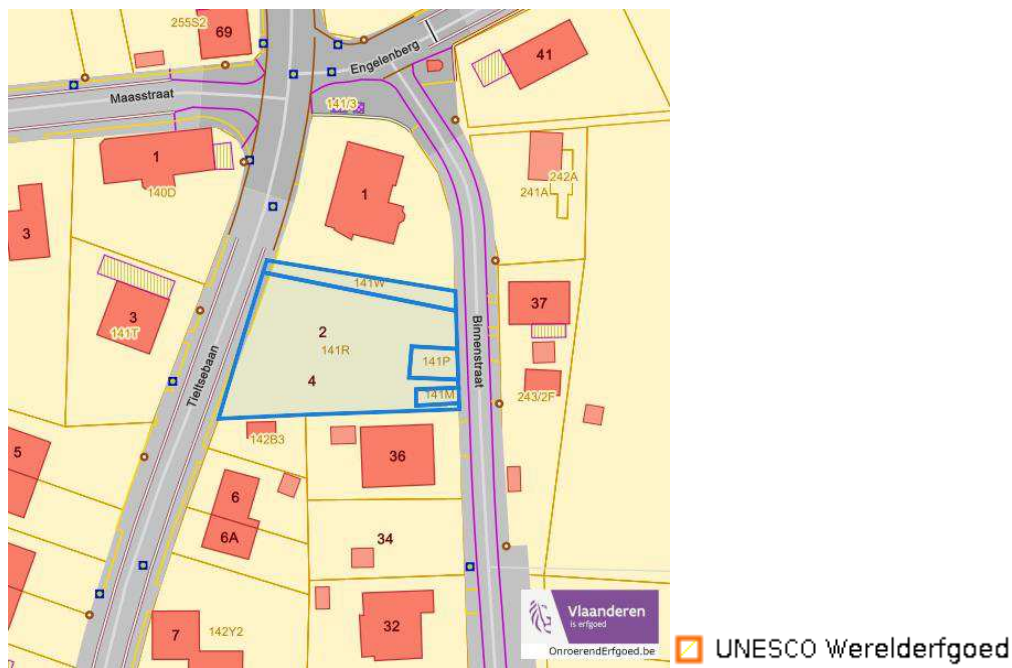 255S2
69
Engelenberg
41
Maasstraat
141/3
1
140D
1
242A
241A
3
141W
37
3
141T
2
141R
Tieltsebaan
Binnenstraat
141P
4
141M
243/2F
142B3
5
36
6
6A
34
7
142Y2
32
Vlaanderen
is erfgoed
OnroerendErfgoed.be
UNESCO Werelderfgoed